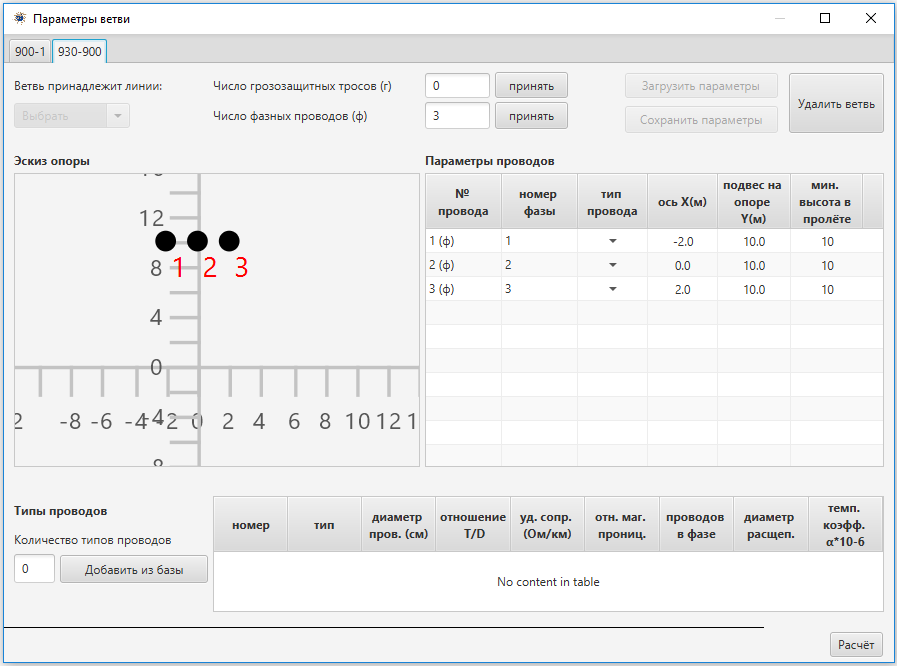 Параметры ветви
900-1 930-900
Ветвь принадлежит линии:
Выбрать
Число грозозащитных тросов (г) 0 принять
Число фазных проводов (ф) 3 принять
Загрузить параметры
Сохранить параметры
Удалить ветвь
Эскиз опоры
12
8
4
0
-4
1 2 3
2 -8 -6 -4 -2 0 2 4 6 8 10 12 1
Параметры проводов
№ провода номер фазы тип провода ось X(м) подвес на опоре Y(м) мин. высота в пролёте
1 (ф) 1 -2.0 10.0 10
2 (ф) 2 0.0 10.0 10
3 (ф) 3 2.0 10.0 10
Типы проводов
Количество типов проводов
0 Добавить из базы
номер тип диаметр пров. (см) отношение T/D уд. сопр. (Ом/км) отн. маг. прониц. проводов в фазе диаметр расщеп. темп. коэфф. α*10-6
No content in table
Расчёт